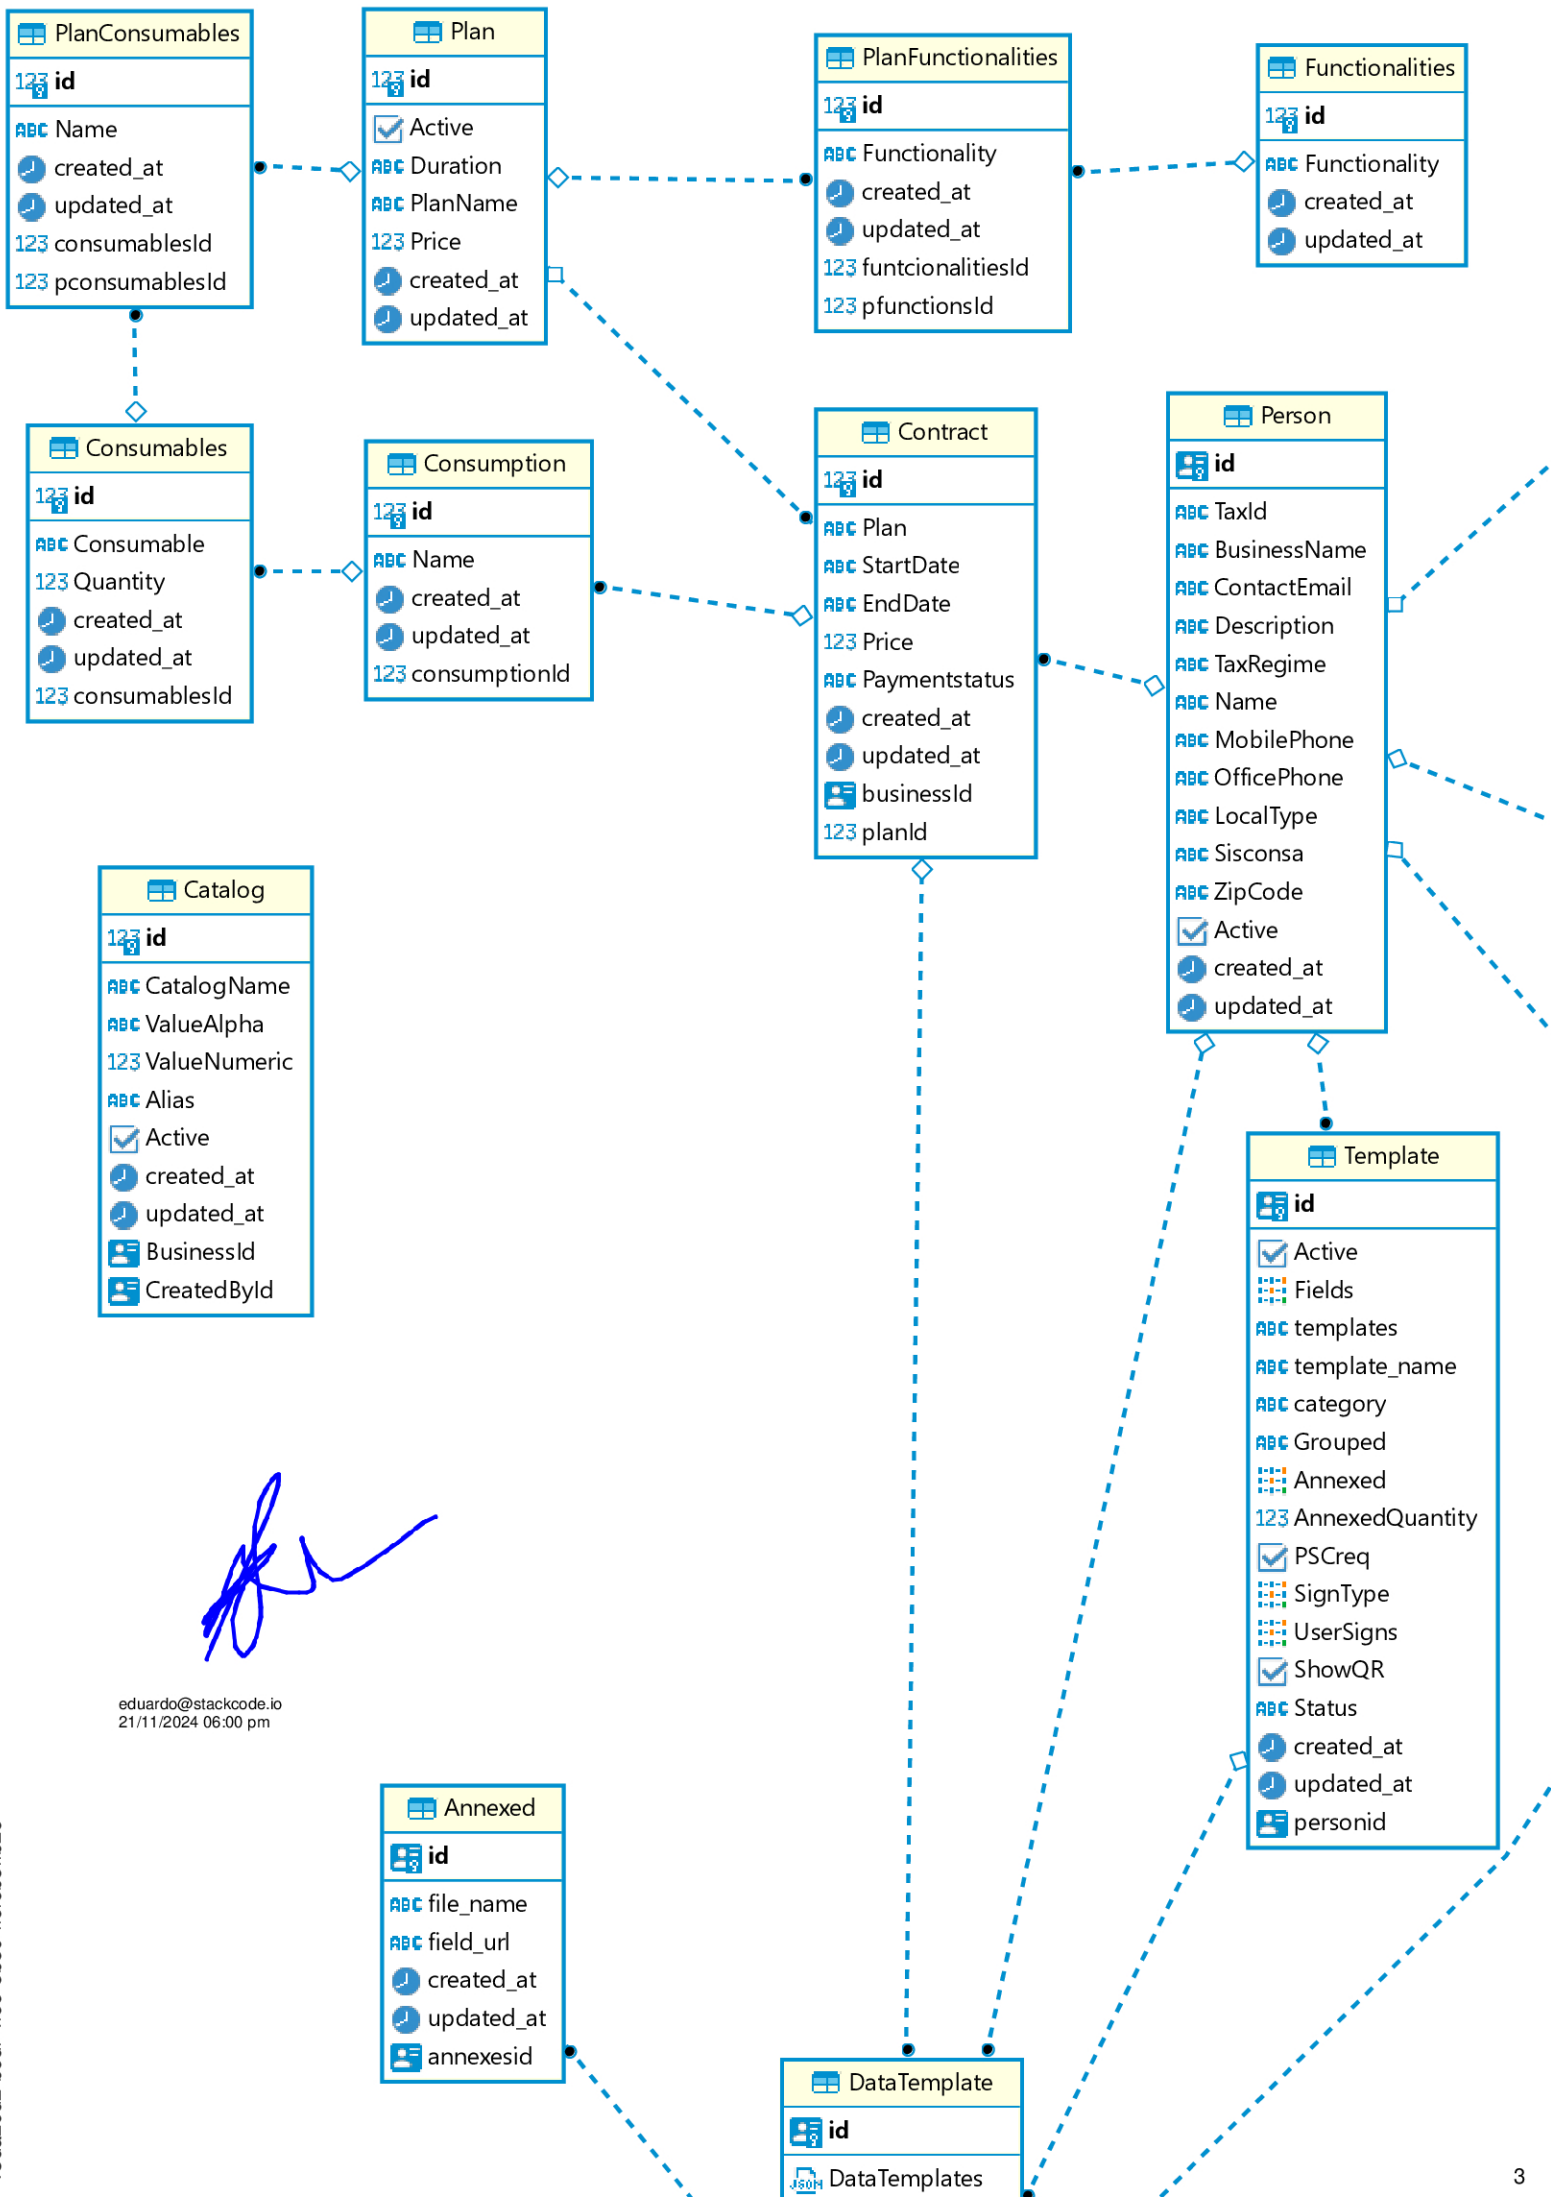 PlanConsumables
id
Name
created_at
updated_at
consumablesId
pconsumablesId
Plan
id
Active
Duration
PlanName
Price
created_at
updated_at
PlanFunctionalities
id
Functionality
created_at
updated_at
funtcionalitiesId
pfunctionsId
Functionalities
id
Functionality
created_at
updated_at
Consumables
id
Consumable
Quantity
created_at
updated_at
consumablesId
Consumption
id
Name
created_at
updated_at
consumptionId
Contract
id
Plan
StartDate
EndDate
Price
Paymentstatus
created_at
updated_at
businessId
planId
Person
id
TaxId
BusinessName
ContactEmail
Description
TaxRegime
Name
MobilePhone
OfficePhone
LocalType
Sisconsa
ZipCode
Active
created_at
updated_at
Catalog
id
CatalogName
ValueAlpha
ValueNumeric
Alias
Active
created_at
updated_at
BusinessId
CreatedById
Template
id
Active
Fields
templates
template_name
category
Grouped
Annexed
AnnexedQuantity
PSCreq
SignType
UserSigns
ShowQR
Status
created_at
updated_at
personid
eduardo@stackcode.io
21/11/2024 06:00 pm
Annexed
id
file_name
field_url
created_at
updated_at
annexesid
DataTemplate
id
DataTemplates
3